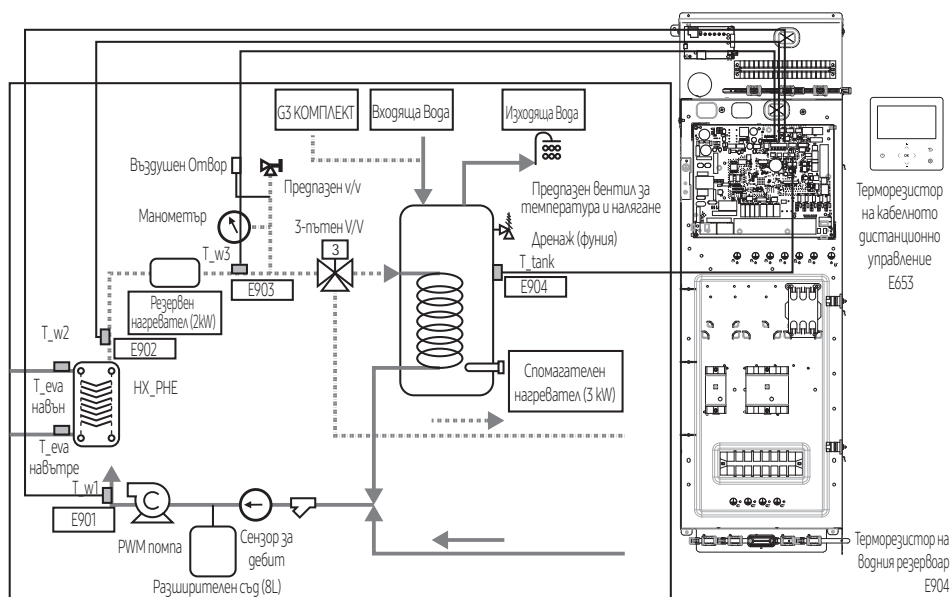 G3 КОМПЛЕКТ
Входяща Вода
Изходяща Вода
Въздушен Отвор
Предпазен v/v
Предпазен вентил за
температура и налягане
Манометър
3-пътен V/V
3
Дренаж (фуния)
T_w3
T_tank
E903
E904
Резервен
нагревател (2kW)
T_w2
E902
T_eva
навън
HX_PHE
Спомагателен
нагревател (3 kW)
T_eva
навътре
T_w1
E901
C
PWM помпа
Сензор за
дебит
Разширителен съд (8L)
OK
Терморезистор
на кабелното
дистанционно
управление
E653
Терморезистор на
водния резервоар
E904